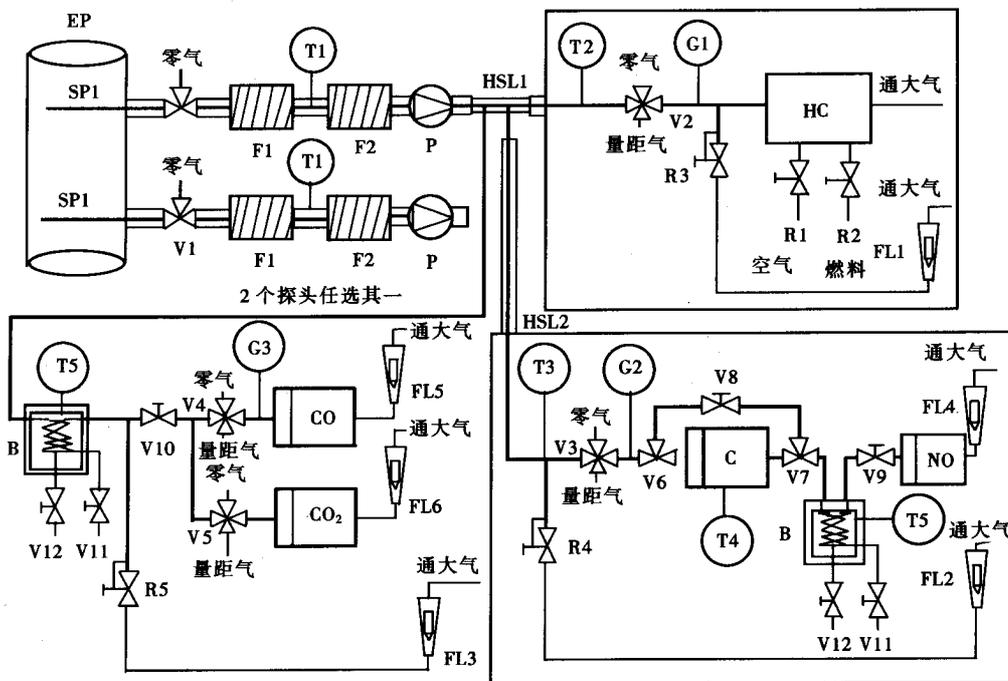 EP
零气
T1
SP1
HSL1
F1
F2
P
零气
T1
SP1
V1
F1
F2
P
2个探头任选其一
T2
零气
G1
量距气
V2
HC
通大气
R3
R1
R2
空气
燃料
通大气
FL1
HSL2
T5
B
V12
V11
V10
G3
零气
V4
量距气
CO
通大气
FL5
零气
V5
量距气
CO₂
通大气
FL6
R5
通大气
FL3
T3
G2
V8
零气
V3
量距气
V6
C
V7
T4
V9
NO
通大气
FL4
B
T5
V12
V11
R4
通大气
FL2